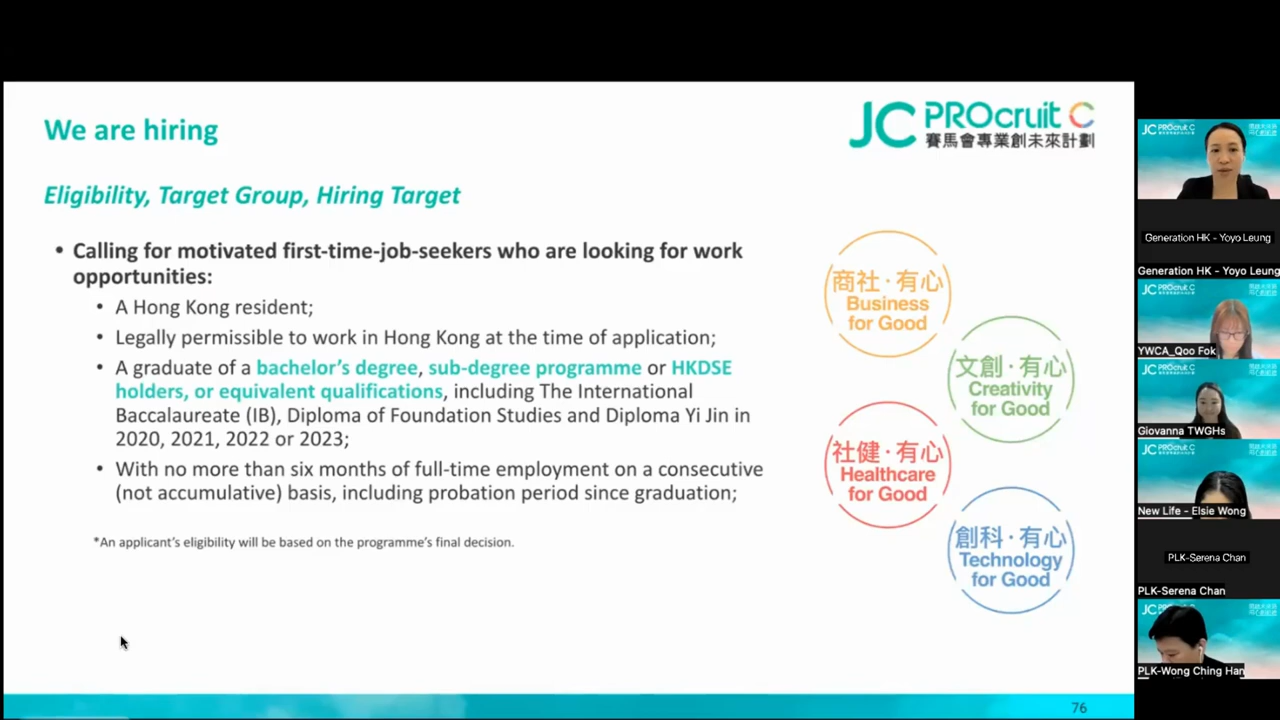 We are hiring
JC PROcruit C
賽馬會專業創未來計劃
Eligibility, Target Group, Hiring Target
• Calling for motivated first-time-job-seekers who are looking for work
opportunities:
• A Hong Kong resident;
• Legally permissible to work in Hong Kong at the time of application;
• A graduate of a bachelor’s degree, sub-degree programme or HKDSE
holders, or equivalent qualifications, including The International
Baccalaureate (IB), Diploma of Foundation Studies and Diploma Yi Jin in
2020, 2021, 2022 or 2023;
• With no more than six months of full-time employment on a consecutive
(not accumulative) basis, including probation period since graduation;
*An applicant’s eligibility will be based on the programme’s final decision.
商社·有心
Business
for Good
文創·有心
Creativity
for Good
社健·有心
Healthcare
for Good
創科·有心
Technology
for Good
76
JC PROcruit C
Generation HK - Yoyo Leung
Generation HK - Yoyo Leung
JC PROcruit C
YWCA_Qoo Fok
JC PROcruit C
Giovanna TWGHs
JC PROcruit C
New Life - Elsie Wong
PLK-Serena Chan
PLK-Serena Chan
PLK-Wong Ching Han